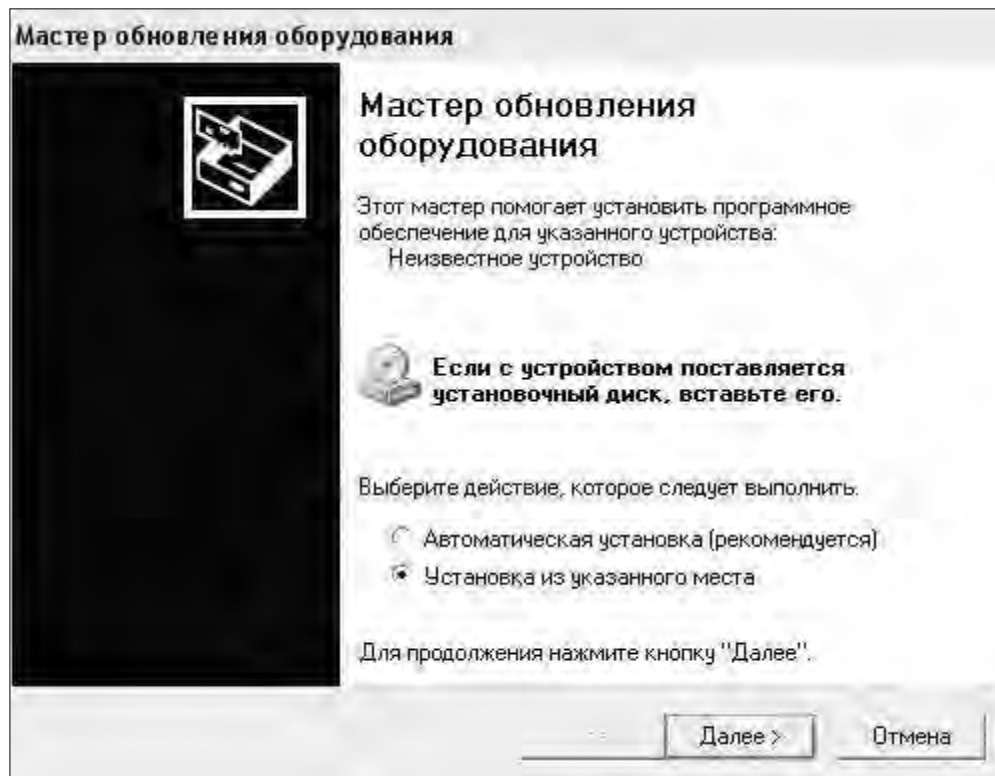 Мастер обновления оборудования
Мастер обновления
оборудования
Этот мастер помогает установить программное
обеспечение для указанного устройства:
Неизвестное устройство
Если с устройством поставляется
установочный диск, вставьте его.
Выберите действие, которое следует выполнить.
Автоматическая установка (рекомендуется)
Установка из указанного места
Для продолжения нажмите кнопку "Далее".
Далее >
Отмена